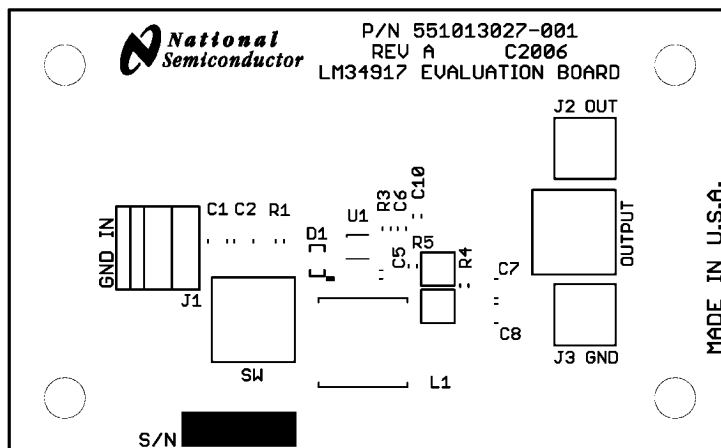 National
Semiconductor
P/N 551013027-001
REV A C2006
LM34917 EVALUATION BOARD
J2 OUT
C1
C2
R1
D1
U1
R3
C6
C10
GND IN
J1
C5
R5
R4
C7
C8
OUTPUT
J3 GND
MADE IN U.S.A.
SW
L1
S/N